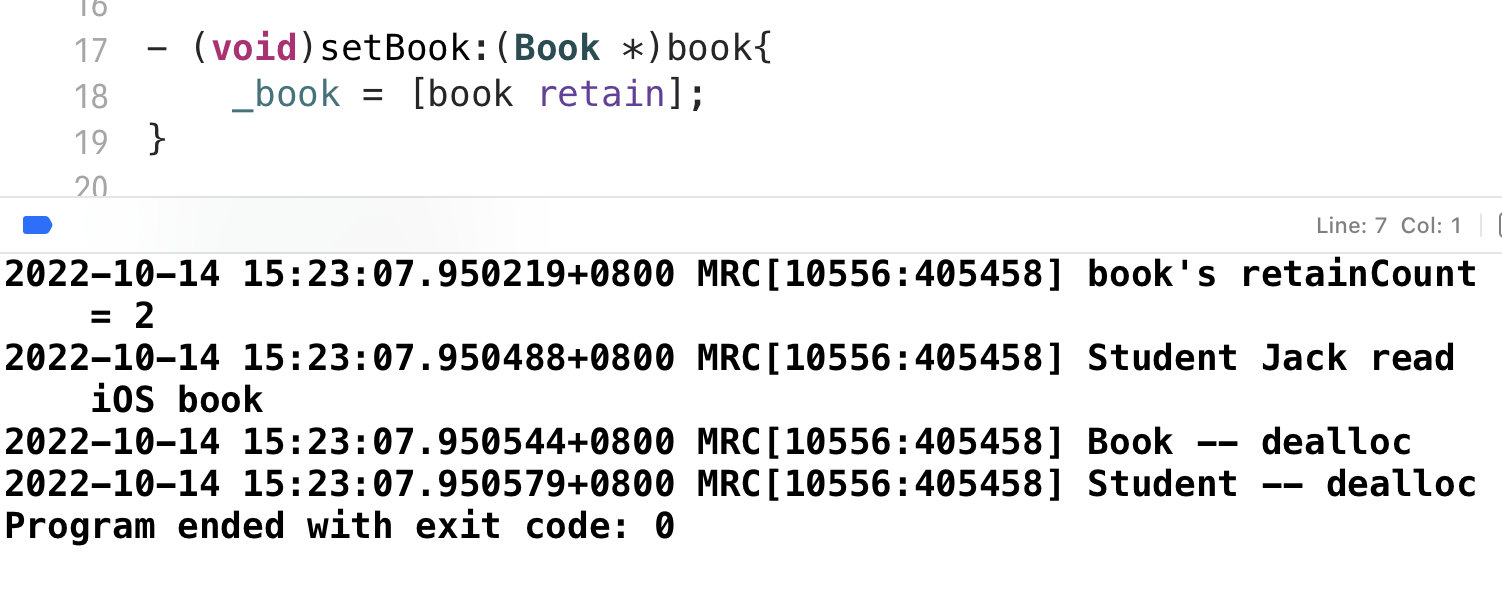 16
17 - (void)setBook:(Book *)book{
18 _book = [book retain];
19 }
20
Line: 7 Col: 1
2022-10-14 15:23:07.950219+0800 MRC[10556:405458] book's retainCount
= 2
2022-10-14 15:23:07.950488+0800 MRC[10556:405458] Student Jack read
iOS book
2022-10-14 15:23:07.950544+0800 MRC[10556:405458] Book -- dealloc
2022-10-14 15:23:07.950579+0800 MRC[10556:405458] Student -- dealloc
Program ended with exit code: 0